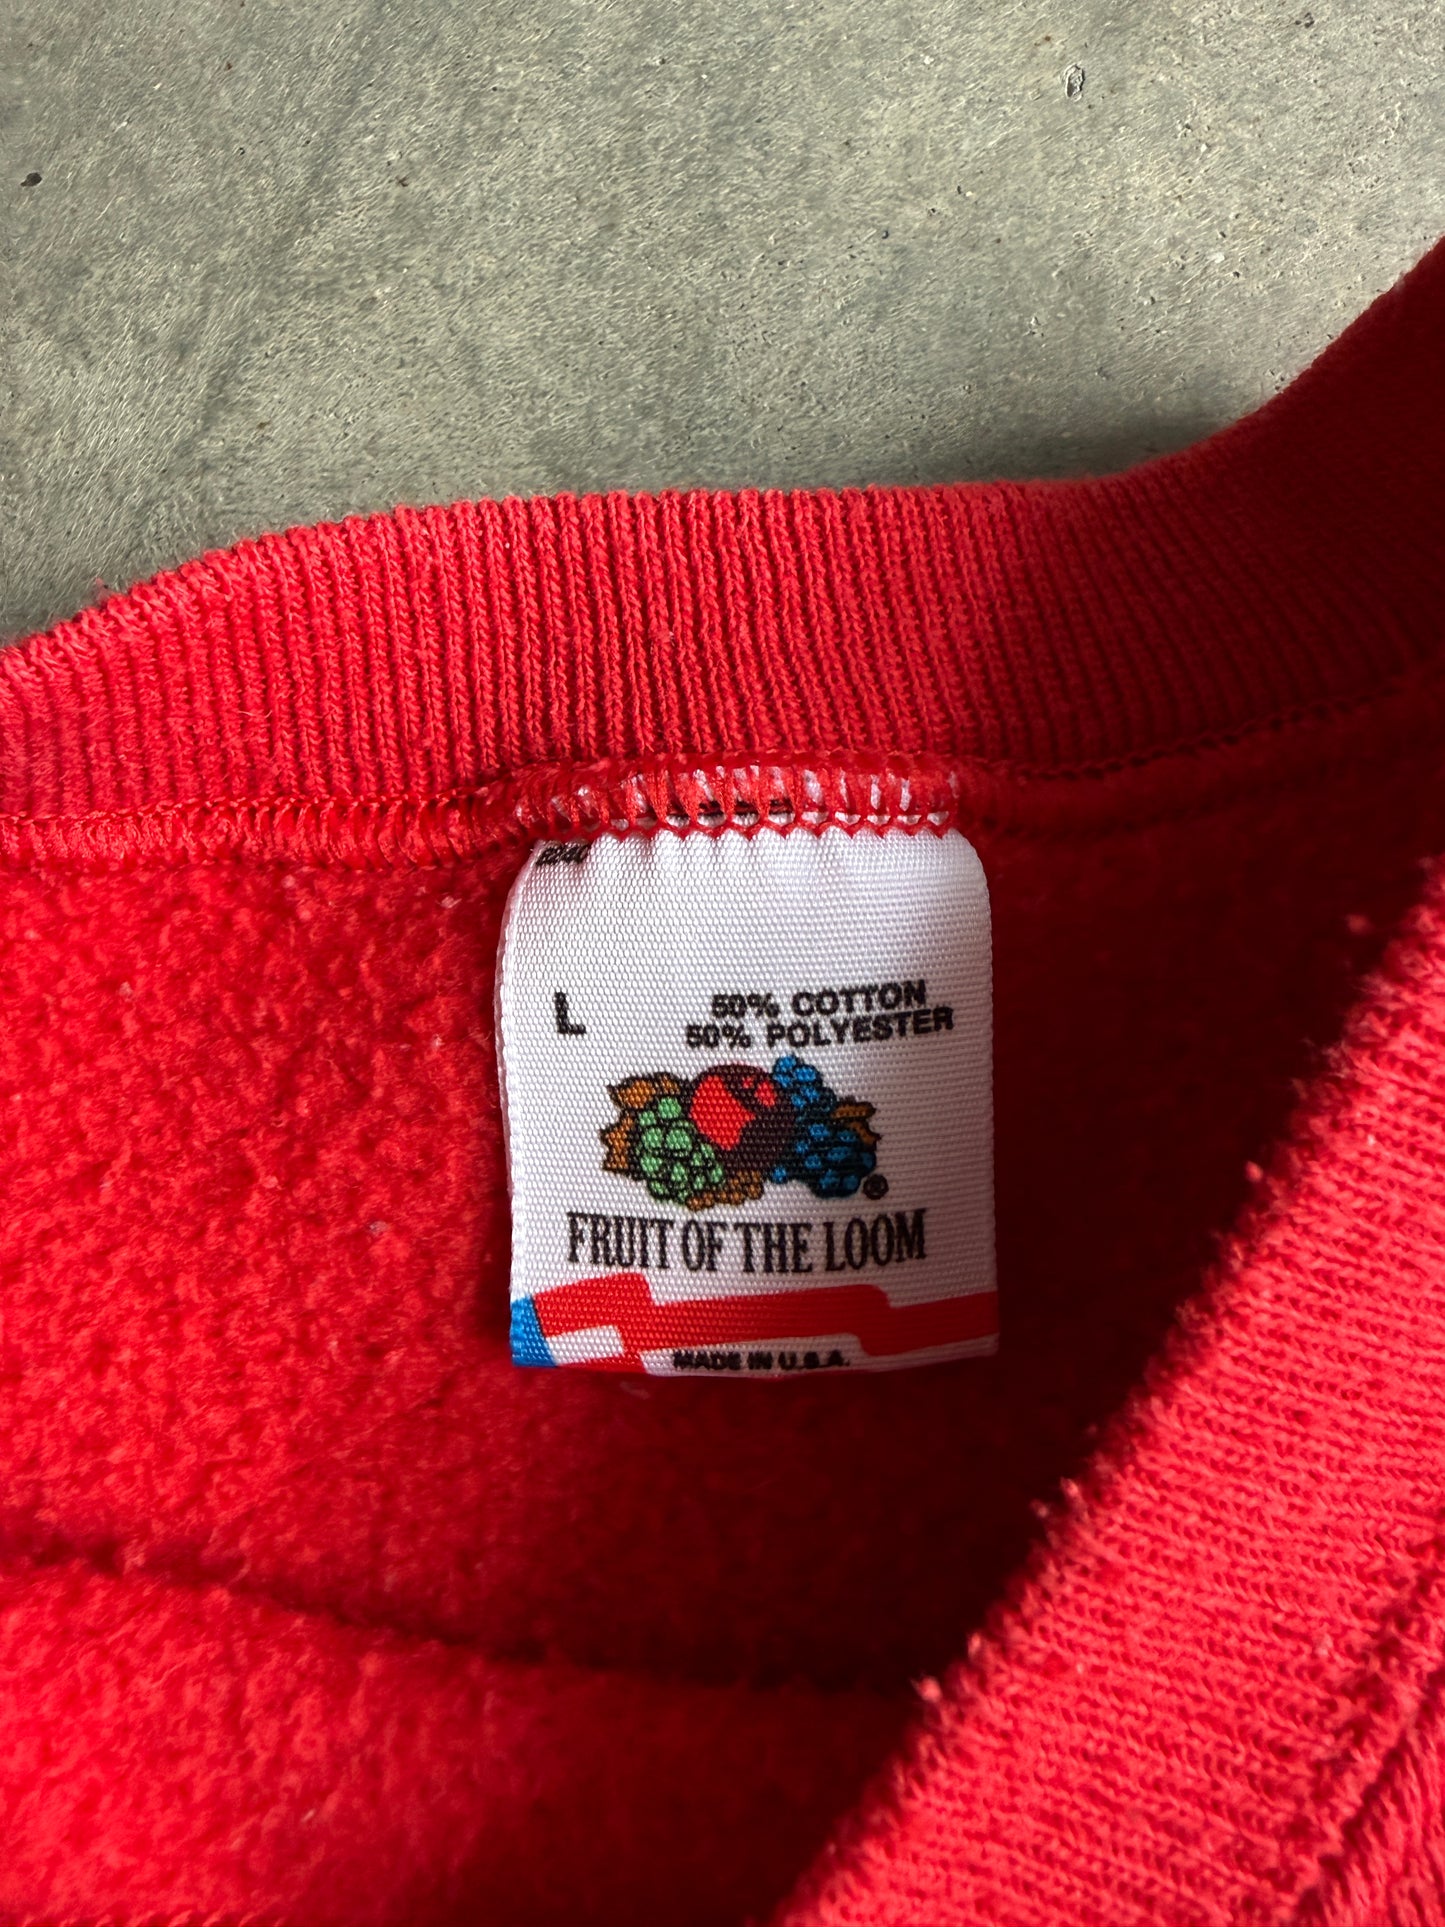 L
50% COTTON
50% POLYESTER
®
FRUIT OF THE LOOM
MADE IN U.S.A.